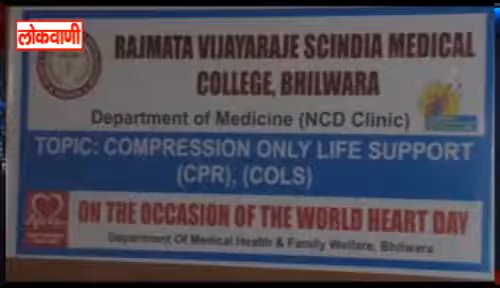 लोकवाणी
RAJMATA VIJAYARAJE SCINDIA MEDICAL
COLLEGE, BHILWARA
Department of Medicine (NCD Clinic)
TOPIC: COMPRESSION ONLY LIFE SUPPORT
(CPR), (COLS)
ON THE OCCASION OF THE WORLD HEART DAY
Department Of Medical Health & Family Welfare, Bhilwara